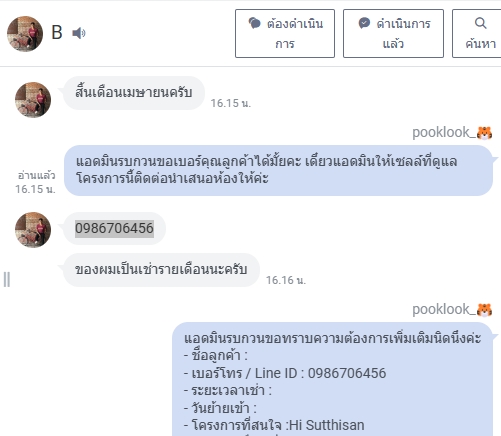 B
ต้องดำเนิน
การ
ดำเนินการ
แล้ว
ค้นหา
สิ้นเดือนเมษายนครับ
16.15 น.
pooklook_🐯
แอดมินรบกวนขอเบอร์คุณลูกค้าได้มั้ยคะ เดี๋ยวแอดมินให้เซลล์ที่ดูแล
โครงการนี้ติดต่อนำเสนอห้องให้ค่ะ
อ่านแล้ว
16.15 น.
0986706456
ของผมเป็นเช่ารายเดือนนะครับ
16.16 น.
pooklook_🐯
แอดมินรบกวนขอทราบความต้องการเพิ่มเติมนิดนึงค่ะ
- ชื่อลูกค้า :
- เบอร์โทร / Line ID : 0986706456
- ระยะเวลาเช่า :
- วันย้ายเข้า :
- โครงการที่สนใจ :Hi Sutthisan